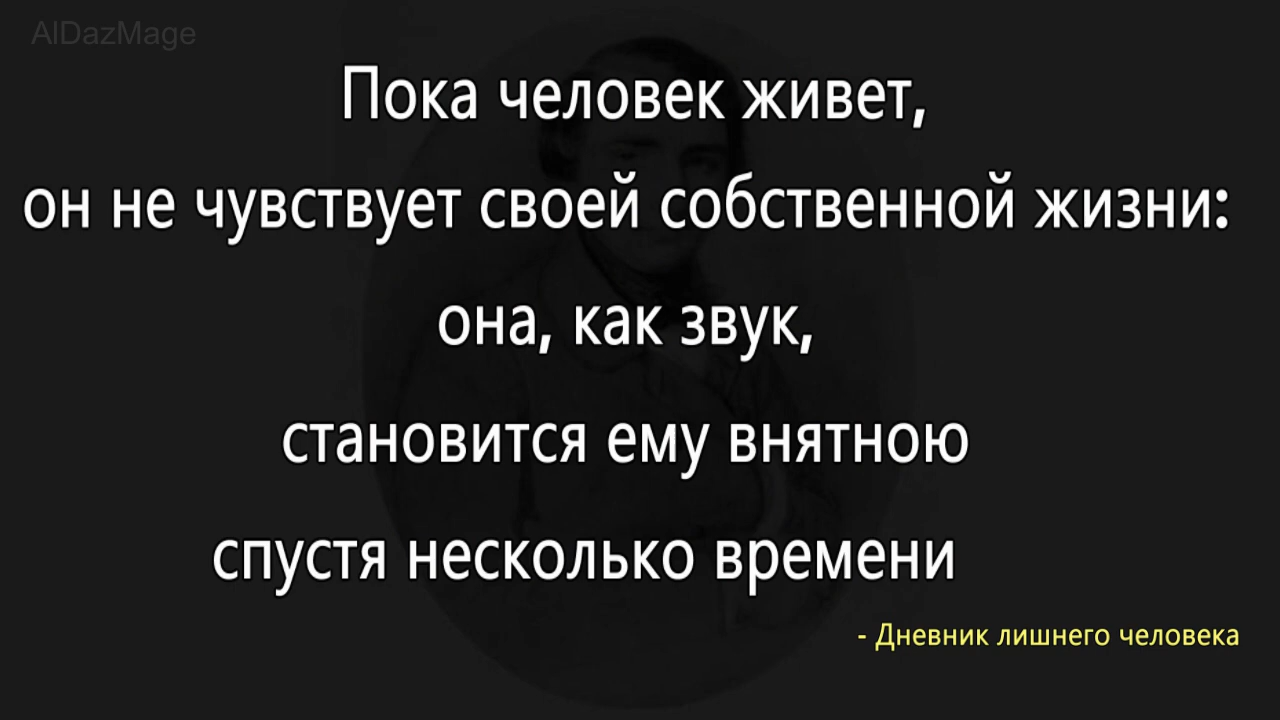 AlDazMage
Пока человек живет,
он не чувствует своей собственной жизни:
она, как звук,
становится ему внятною
спустя несколько времени
- Дневник лишнего человека